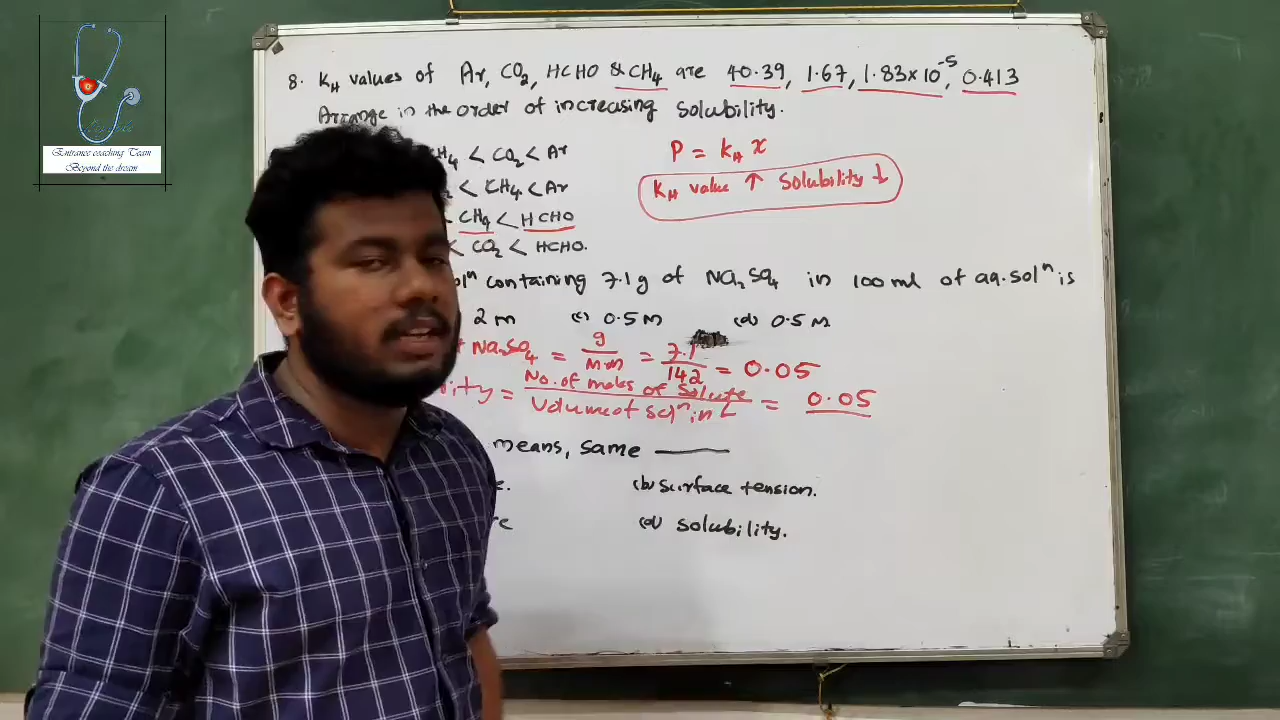 Entrance coaching Team
Beyond the dream
8. KH values of Ar, CO2, HCHO & CH4 are 40.39, 1.67, 1.83×10⁻⁵, 0.413
Arrange in the order of increasing solubility.
< CO2 < Ar
< CH4 < Ar
CH4 < HCHO
< CO2 < HCHO.
P = KH x
KH value ↑ Solubility ↓
solⁿ containing 7.1g of Na2SO4 in 100 ml of aq. solⁿ is
2 m (c) 0.5 M (d) 0.5 M
Na2SO4 = g/Mm = 7.1/142 = 0.05
= No. of moles of Solute/Volume of Solⁿ in L = 0.05
means, same ____
(b) Surface tension.
(d) Solubility.